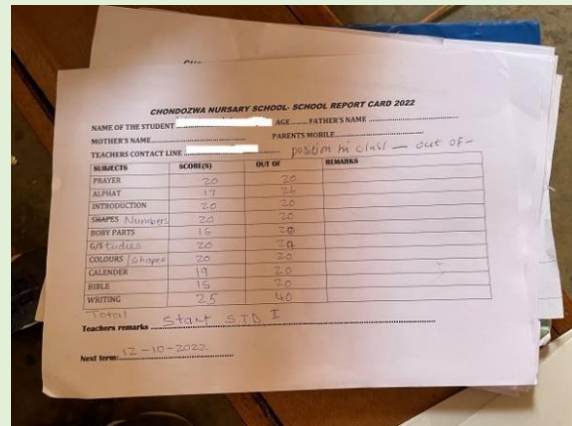 CHONDOZWA NURSARY SCHOOL- SCHOOL REPORT CARD 2022
NAME OF THE STUDENT AGE FATHER'S NAME
MOTHER'S NAME PARENTS MOBILE
TEACHERS CONTACT LINE position in class — out of -
SUBJECTS SCORE(S) OUT OF REMARKS
PRAYER 20 20
ALPHAT 17 26
INTRODUCTION 20 20
SHAPES Numbers 20 20
BOBY PARTS 15 20
G/Studies 20 20
COLOURS / Shapes 20 20
CALENDER 19 20
BIBLE 15 20
WRITING 25 40
Total
Teachers remarks Start STD I
Next term: 12-10-2022